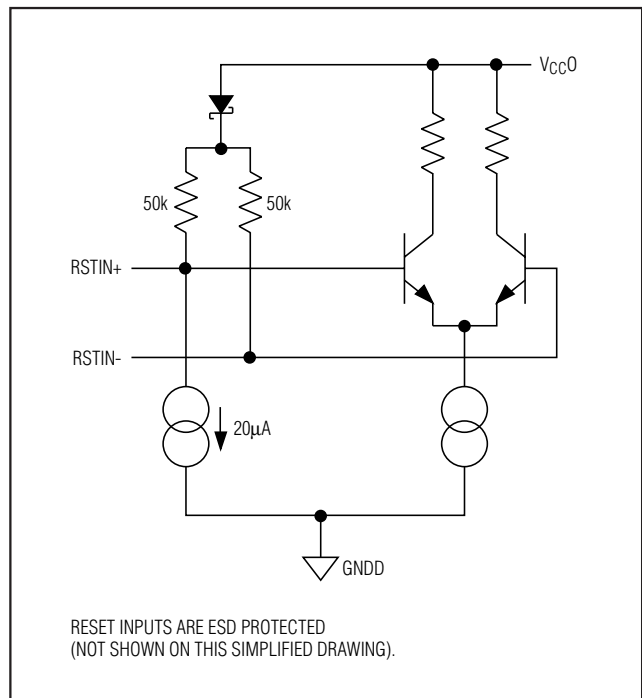 VCCO
50k
50k
RSTIN+
RSTIN-
20µA
GNDD
RESET INPUTS ARE ESD PROTECTED
(NOT SHOWN ON THIS SIMPLIFIED DRAWING).